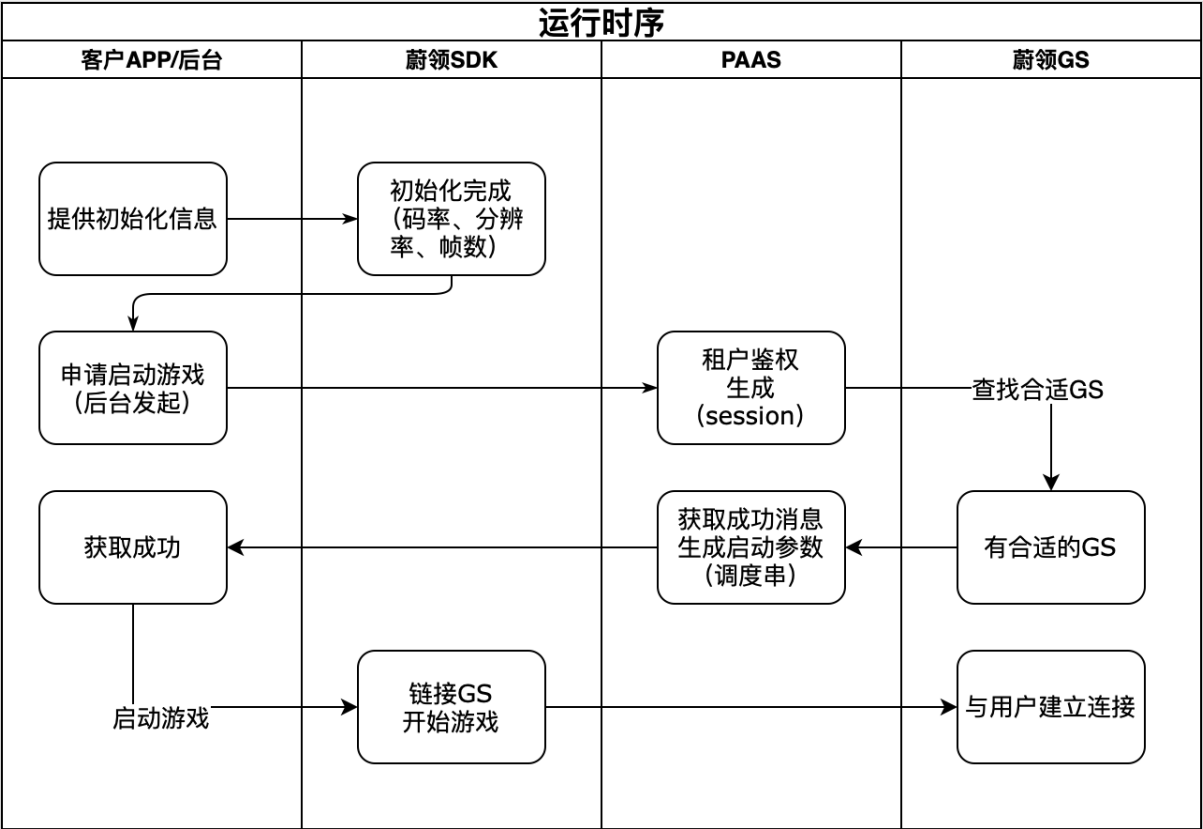 运行时序
客户APP/后台
蔚领SDK
PAAS
蔚领GS
提供初始化信息
初始化完成
（码率、分辨
率、帧数）
申请启动游戏
（后台发起）
租户鉴权
生成
（session）
查找合适GS
获取成功
获取成功消息
生成启动参数
（调度串）
有合适的GS
启动游戏
链接GS
开始游戏
与用户建立连接